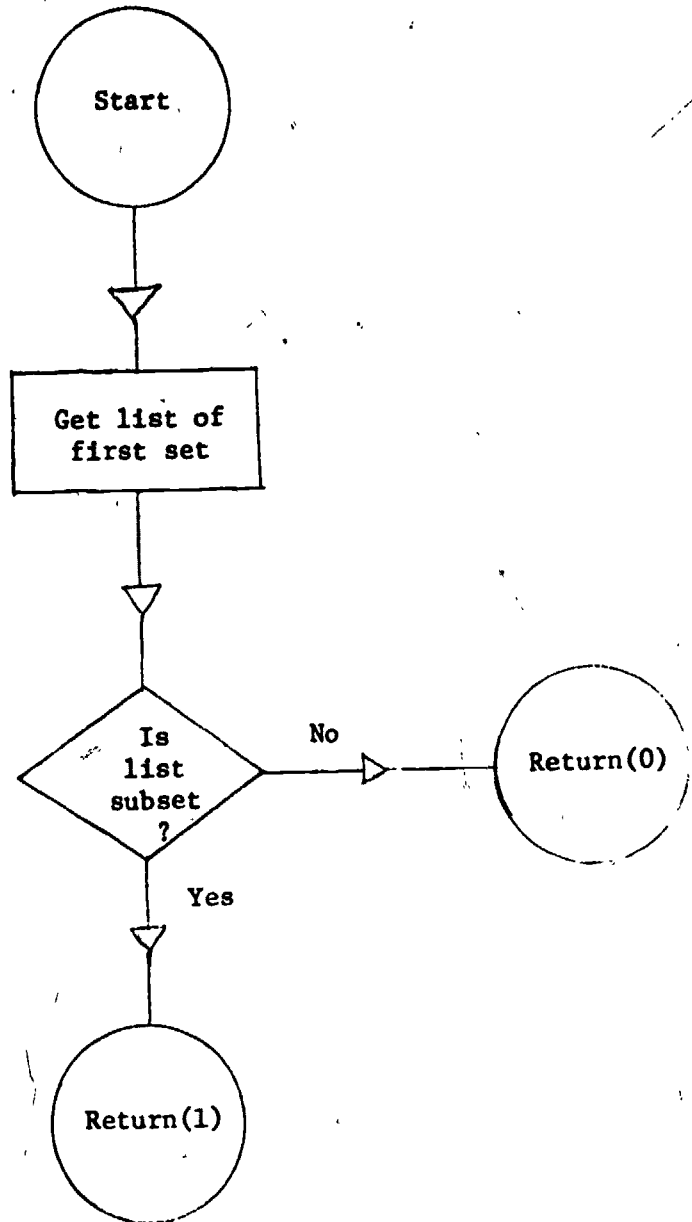 Start
Get list of
first set
Is
list
subset
?
No
Return(0)
Yes
Return(1)